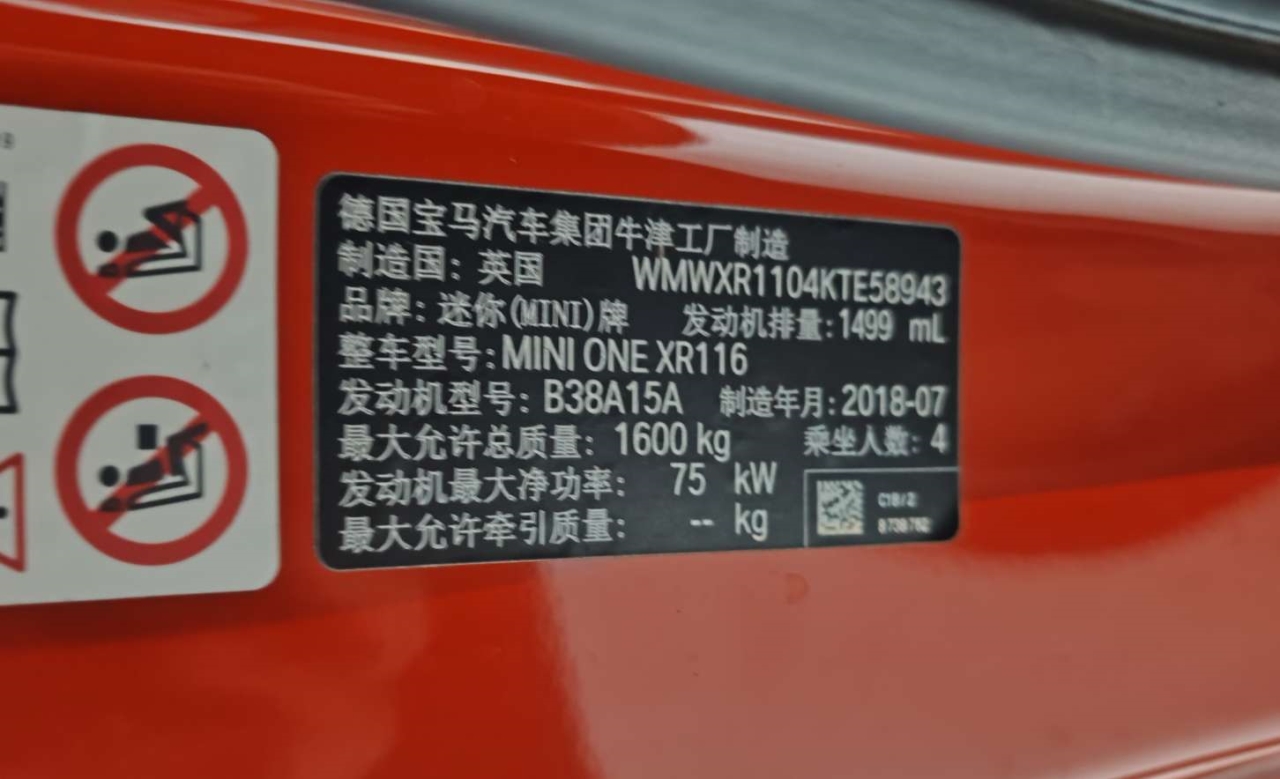 德国宝马汽车集团牛津工厂制造
制造国：英国 WMWXR1104KTE58943
品牌：迷你(MINI)牌 发动机排量：1499 mL
整车型号：MINI ONE XR116
发动机型号：B38A15A 制造年月：2018-07
最大允许总质量：1600 kg 乘坐人数：4
发动机最大净功率：75 kW
最大允许牵引质量：-- kg